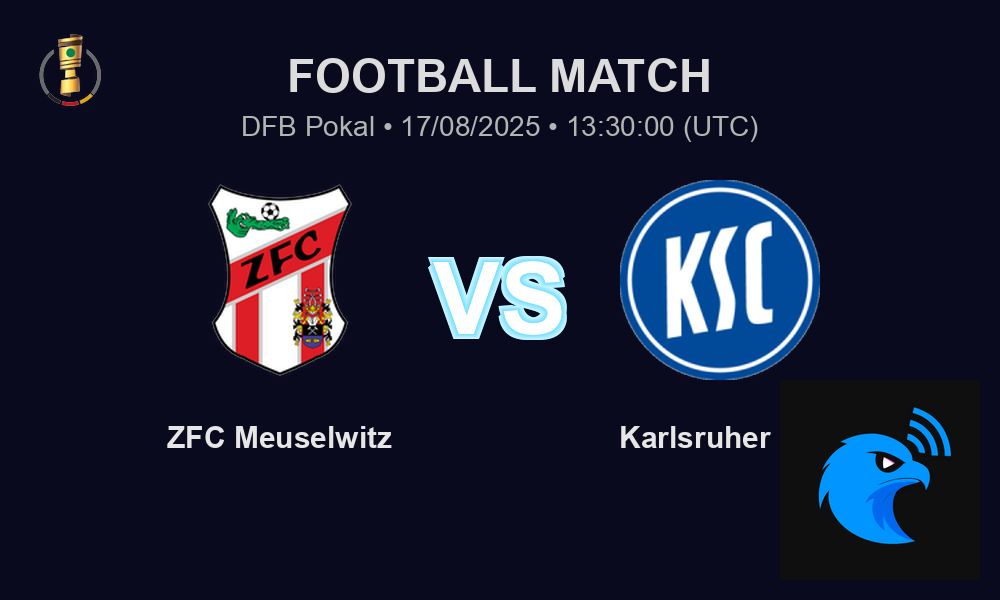 FOOTBALL MATCH
DFB Pokal • 17/08/2025 • 13:30:00 (UTC)
ZFC
VS
KSC
ZFC Meuselwitz
Karlsruher